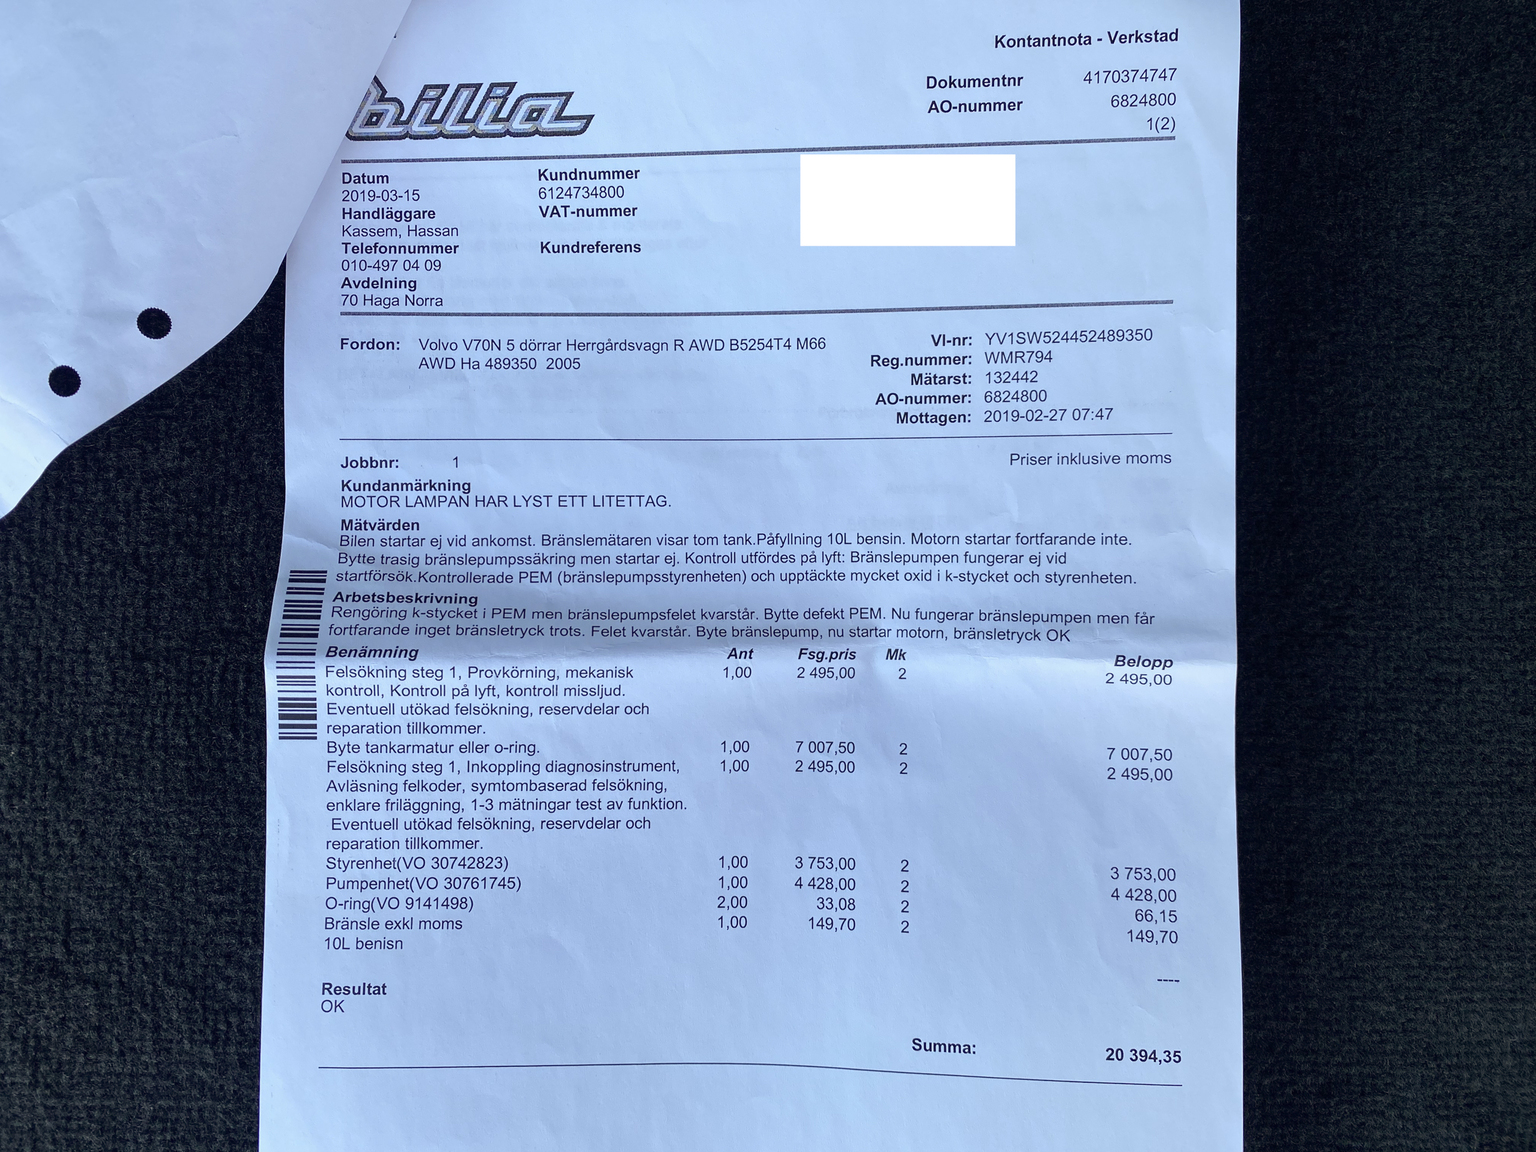 Kontantnota - Verkstad
bilia
Dokumentnr 4170374747
AO-nummer 6824800
1(2)
Datum Kundnummer
2019-03-15 6124734800
Handläggare VAT-nummer
Kassem, Hassan
Telefonnummer Kundreferens
010-497 04 09
Avdelning
70 Haga Norra
Fordon: Volvo V70N 5 dörrar Herrgårdsvagn R AWD B5254T4 M66
AWD Ha 489350 2005
VI-nr: YV1SW524452489350
Reg.nummer: WMR794
Mätarst: 132442
AO-nummer: 6824800
Mottagen: 2019-02-27 07:47
Jobbnr: 1 Priser inklusive moms
Kundanmärkning
MOTOR LAMPAN HAR LYST ETT LITETTAG.
Mätvärden
Bilen startar ej vid ankomst. Bränslemätaren visar tom tank.Påfyllning 10L bensin. Motorn startar fortfarande inte.
Bytte trasig bränslepumpssäkring men startar ej. Kontroll utfördes på lyft: Bränslepumpen fungerar ej vid
startförsök.Kontrollerade PEM (bränslepumpsstyrenheten) och upptäckte mycket oxid i k-stycket och styrenheten.
Arbetsbeskrivning
Rengöring k-stycket i PEM men bränslepumpsfelet kvarstår. Bytte defekt PEM. Nu fungerar bränslepumpen men får
fortfarande inget bränsletryck trots. Felet kvarstår. Byte bränslepump, nu startar motorn, bränsletryck OK
Benämning Ant Fsg.pris Mk Belopp
Felsökning steg 1, Provkörning, mekanisk 1,00 2 495,00 2 2 495,00
kontroll, Kontroll på lyft, kontroll missljud.
Eventuell utökad felsökning, reservdelar och
reparation tillkommer.
Byte tankarmatur eller o-ring. 1,00 7 007,50 2 7 007,50
Felsökning steg 1, Inkoppling diagnosinstrument, 1,00 2 495,00 2 2 495,00
Avläsning felkoder, symtombaserad felsökning,
enklare friläggning, 1-3 mätningar test av funktion.
Eventuell utökad felsökning, reservdelar och
reparation tillkommer.
Styrenhet(VO 30742823) 1,00 3 753,00 2 3 753,00
Pumpenhet(VO 30761745) 1,00 4 428,00 2 4 428,00
O-ring(VO 9141498) 2,00 33,08 2 66,15
Bränsle exkl moms 1,00 149,70 2 149,70
10L benisn
----
Resultat
OK
Summa: 20 394,35